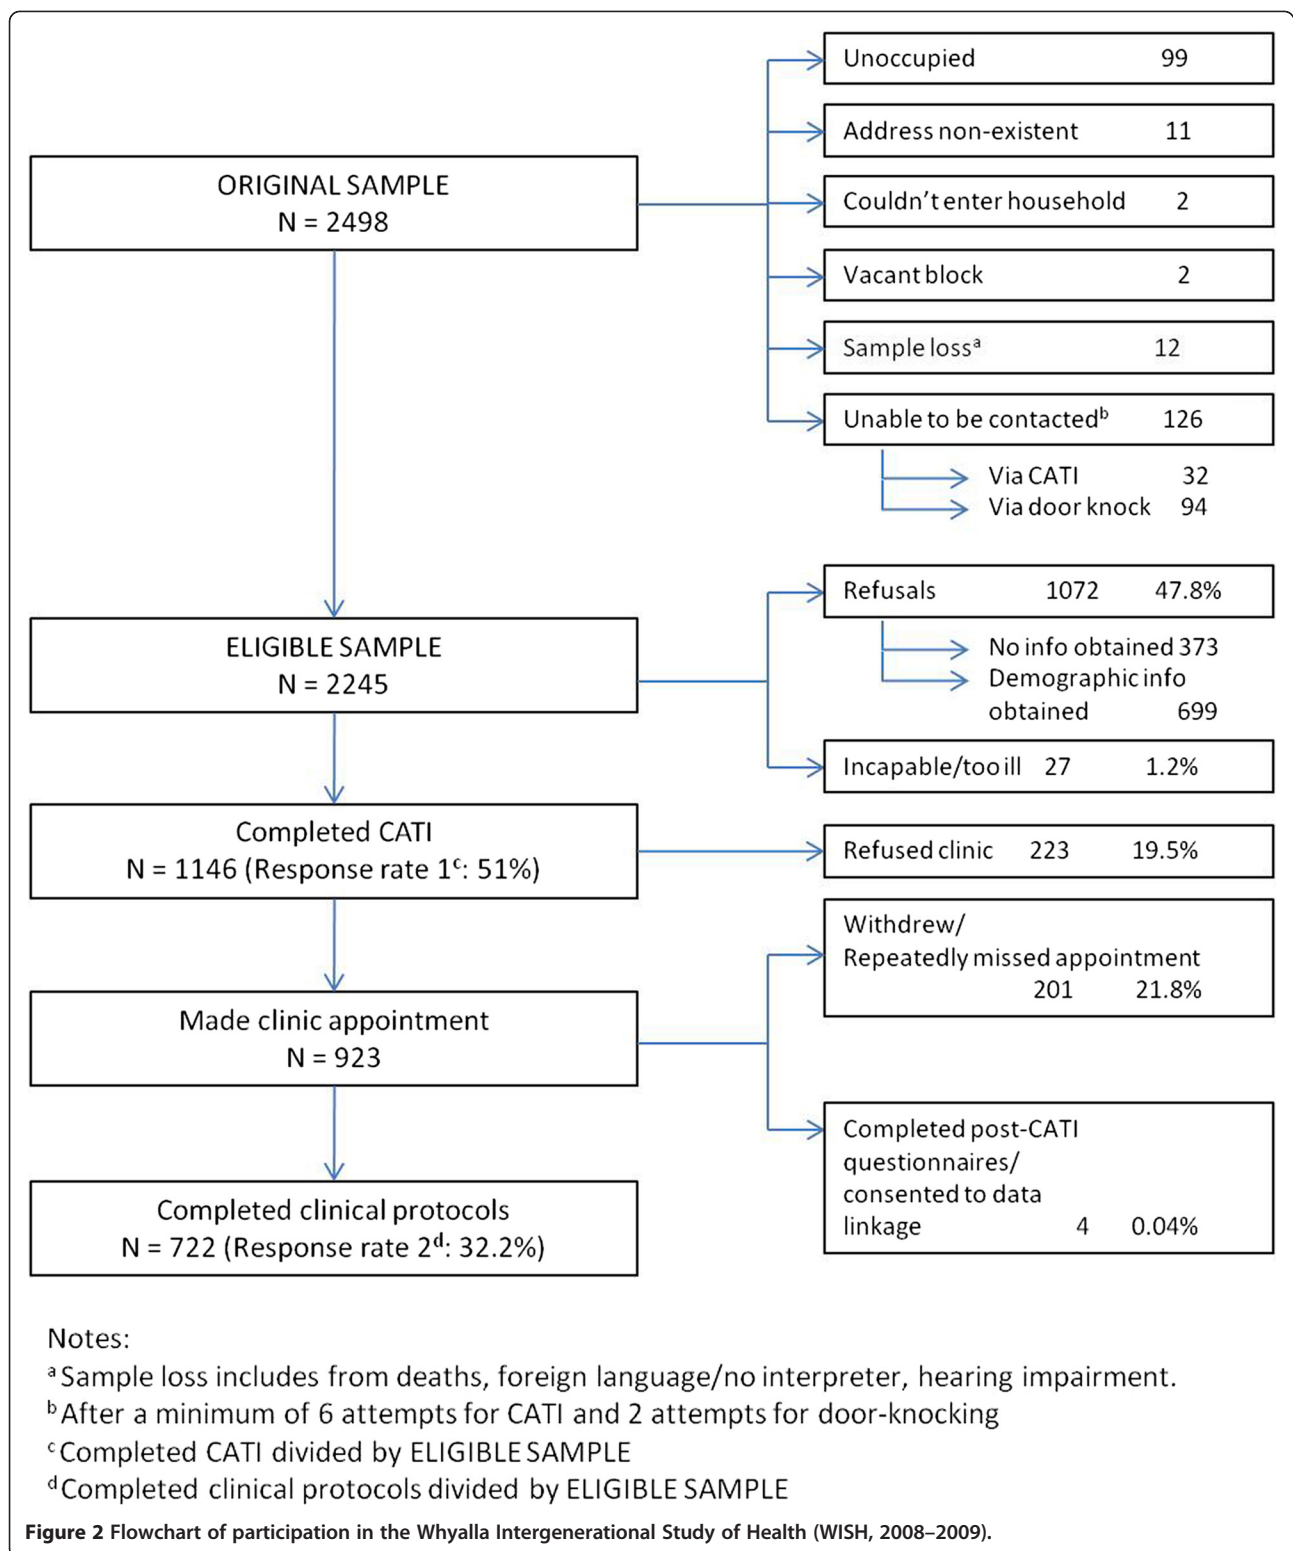 ORIGINAL SAMPLE
N = 2498
Unoccupied 99
Address non-existent 11
Couldn't enter household 2
Vacant block 2
Sample lossᵃ 12
Unable to be contactedᵇ 126
Via CATI 32
Via door knock 94
ELIGIBLE SAMPLE
N = 2245
Refusals 1072 47.8%
No info obtained 373
Demographic info
obtained 699
Incapable/too ill 27 1.2%
Completed CATI
N = 1146 (Response rate 1ᶜ: 51%)
Refused clinic 223 19.5%
Made clinic appointment
N = 923
Withdrew/
Repeatedly missed appointment
201 21.8%
Completed post-CATI
questionnaires/
consented to data
linkage 4 0.04%
Completed clinical protocols
N = 722 (Response rate 2ᵈ: 32.2%)
Notes:
ᵃ Sample loss includes from deaths, foreign language/no interpreter, hearing impairment.
ᵇ After a minimum of 6 attempts for CATI and 2 attempts for door-knocking
ᶜ Completed CATI divided by ELIGIBLE SAMPLE
ᵈ Completed clinical protocols divided by ELIGIBLE SAMPLE
Figure 2 Flowchart of participation in the Whyalla Intergenerational Study of Health (WISH, 2008–2009).